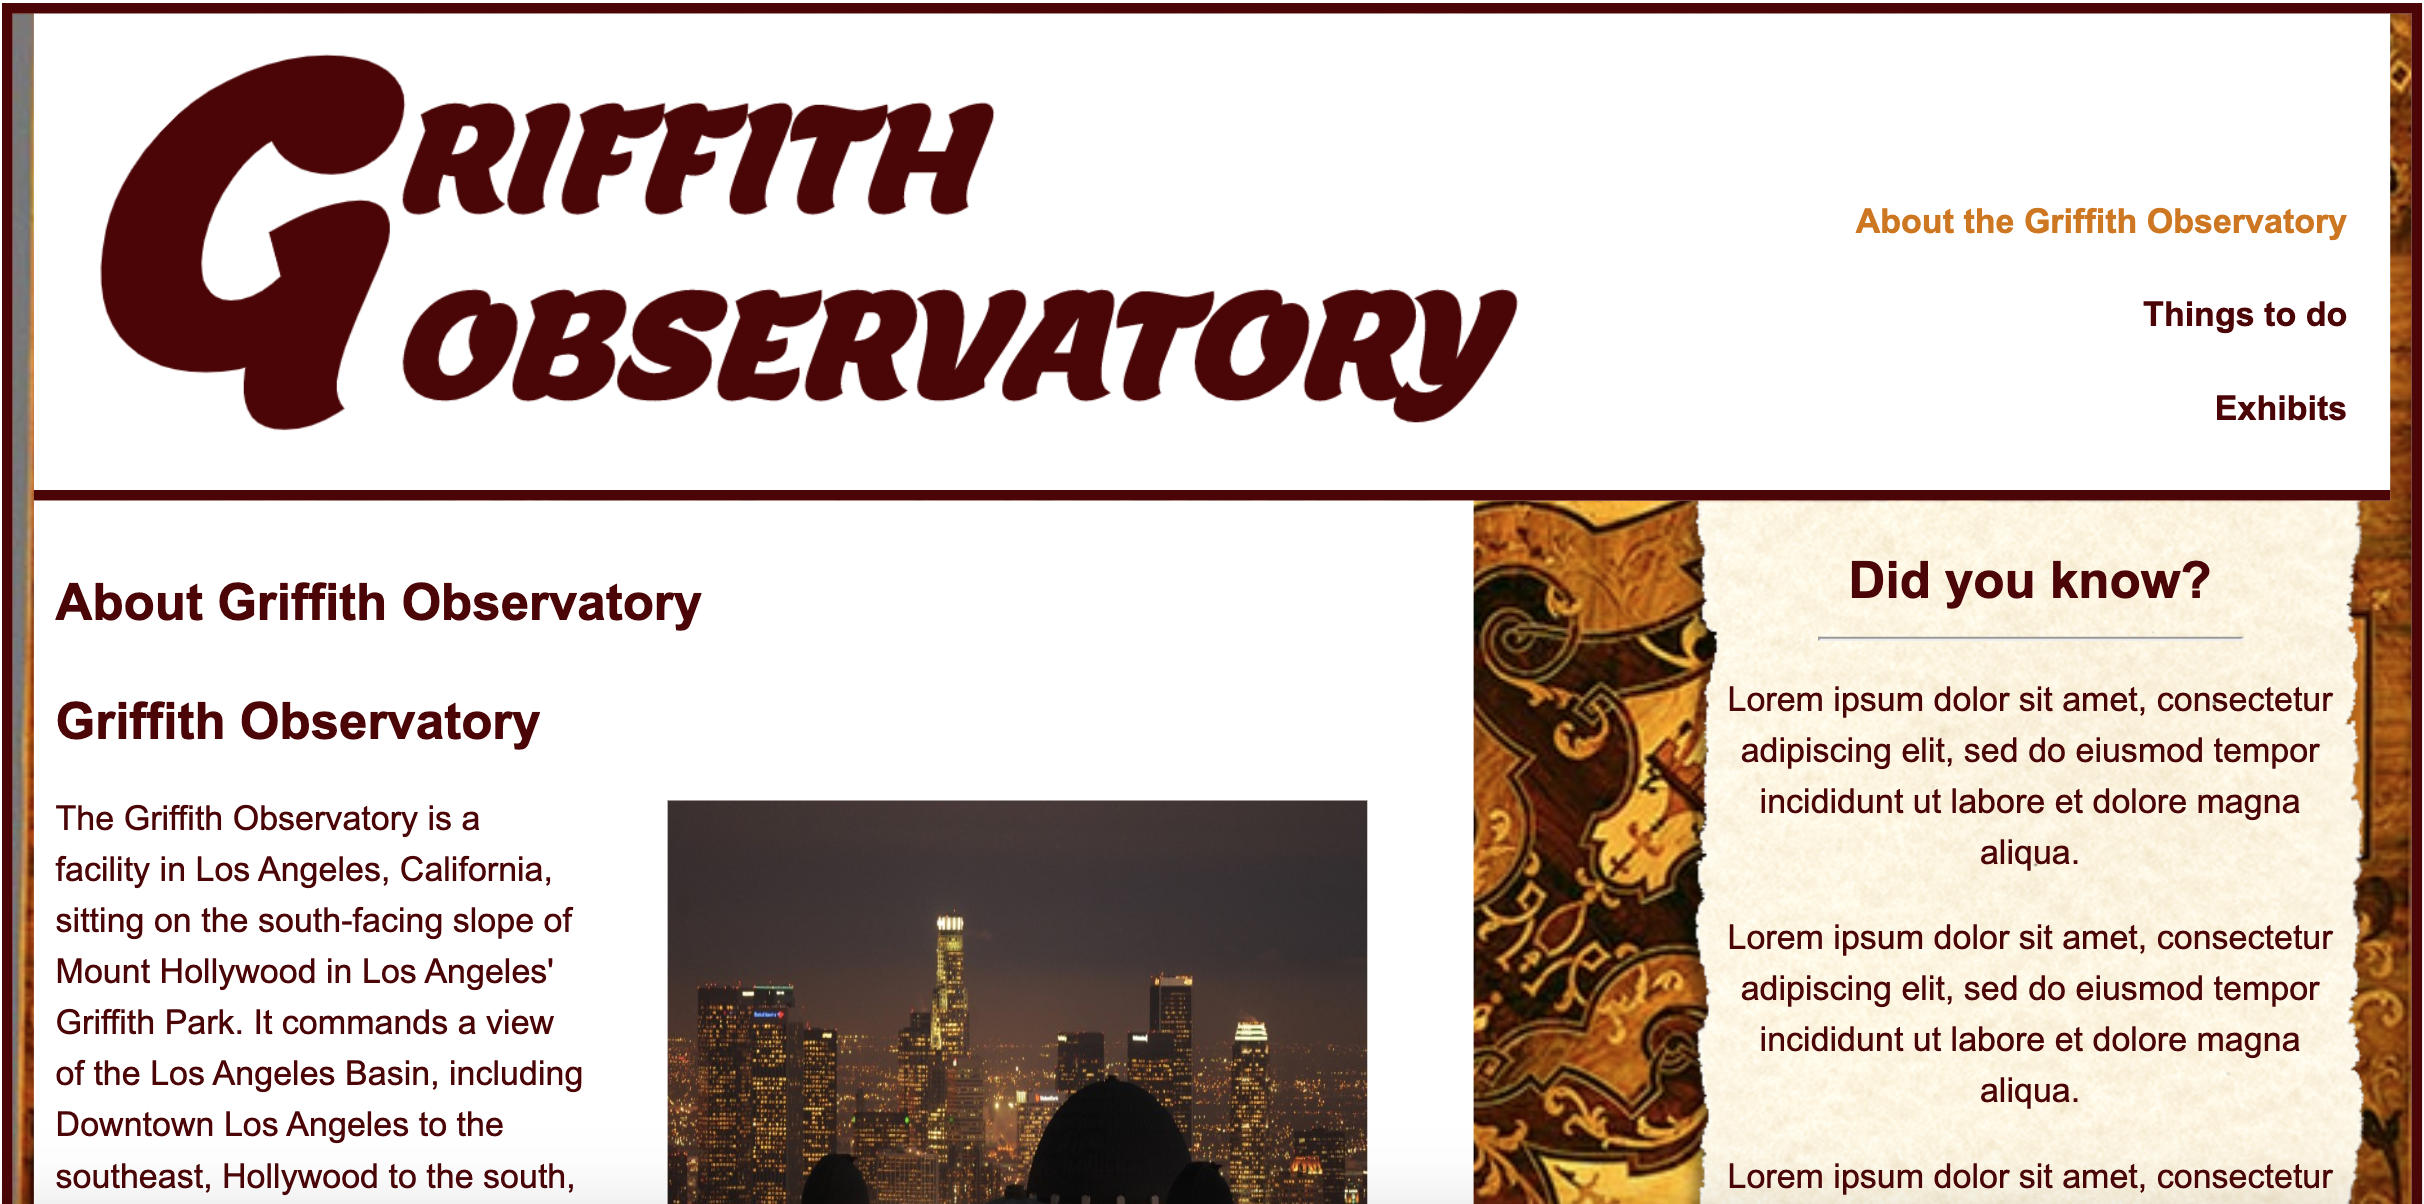 GRIFFITH
OBSERVATORY
About the Griffith Observatory
Things to do
Exhibits
About Griffith Observatory
Griffith Observatory
The Griffith Observatory is a
facility in Los Angeles, California,
sitting on the south-facing slope of
Mount Hollywood in Los Angeles'
Griffith Park. It commands a view
of the Los Angeles Basin, including
Downtown Los Angeles to the
southeast, Hollywood to the south,
Did you know?
Lorem ipsum dolor sit amet, consectetur
adipiscing elit, sed do eiusmod tempor
incididunt ut labore et dolore magna
aliqua.
Lorem ipsum dolor sit amet, consectetur
adipiscing elit, sed do eiusmod tempor
incididunt ut labore et dolore magna
aliqua.
Lorem ipsum dolor sit amet, consectetur